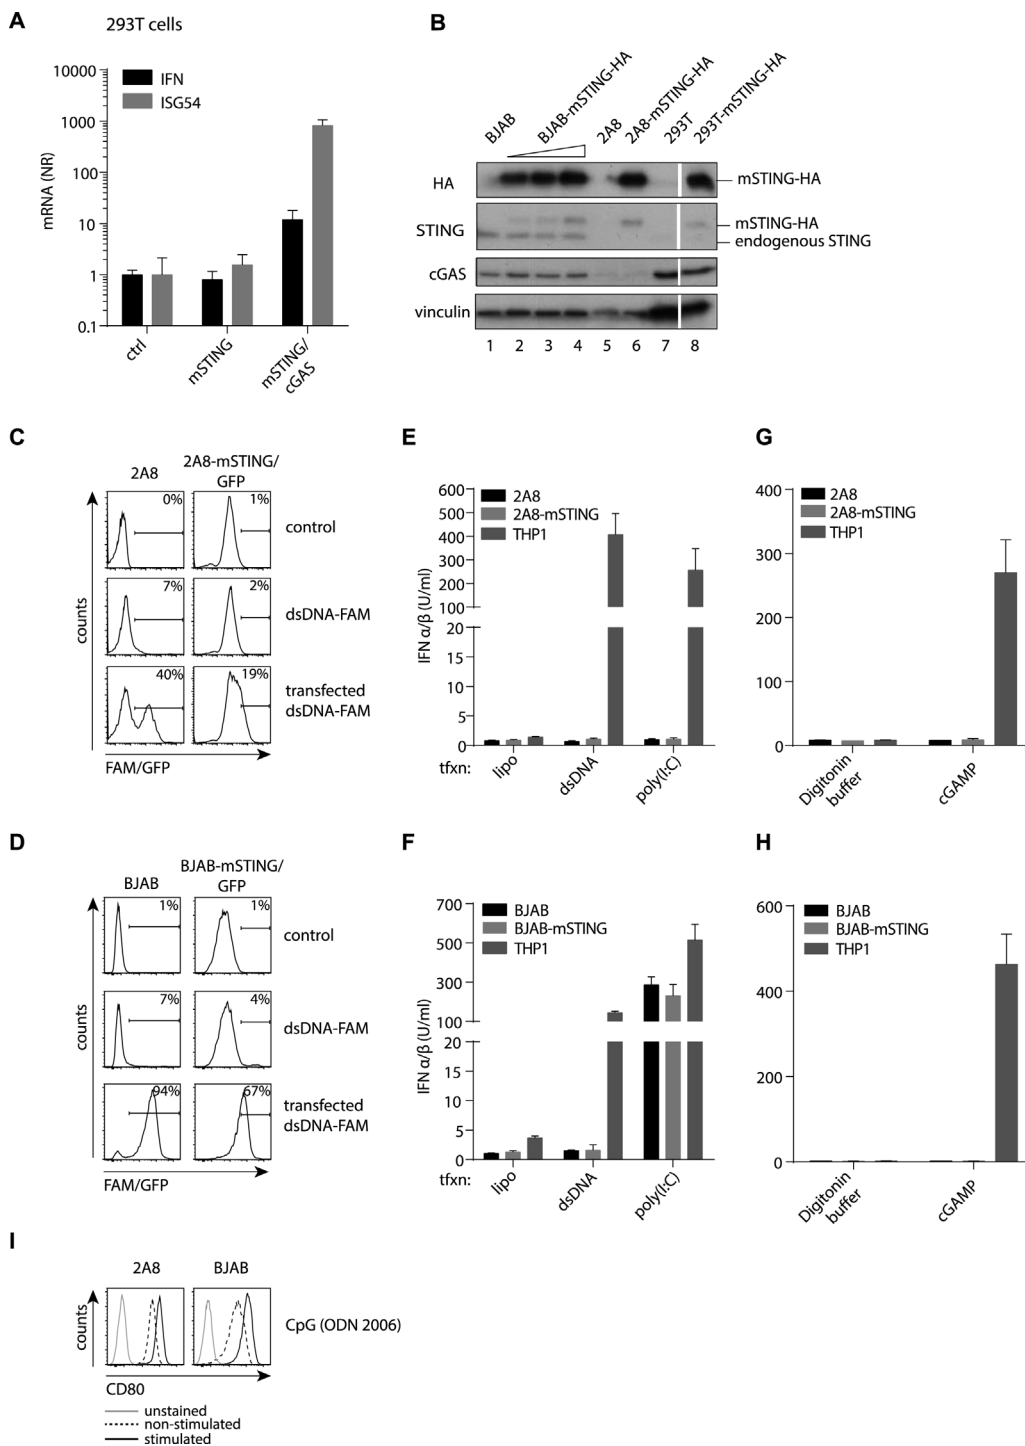 A
293T cells
IFN
ISG54
mRNA (NR)
10000
1000
100
10
1
0.1
ctrl
mSTING
mSTING/
cGAS
B
BJAB
BJAB-mSTING-HA
2A8
2A8-mSTING-HA
293T
293T-mSTING-HA
HA
mSTING-HA
STING
mSTING-HA
endogenous STING
cGAS
vinculin
1 2 3 4 5 6 7 8
C
2A8
2A8-mSTING/
GFP
0%
1%
control
7%
2%
dsDNA-FAM
40%
19%
transfected
dsDNA-FAM
counts
FAM/GFP
E
2A8
2A8-mSTING
THP1
IFN α/β (U/ml)
600
500
400
300
200
100
20
15
10
5
0
tfxn:
lipo
dsDNA
poly(I:C)
G
2A8
2A8-mSTING
THP1
400
300
200
100
0
Digitonin
buffer
cGAMP
D
BJAB
BJAB-mSTING/
GFP
1%
1%
control
7%
4%
dsDNA-FAM
94%
67%
transfected
dsDNA-FAM
counts
FAM/GFP
F
BJAB
BJAB-mSTING
THP1
IFN α/β (U/ml)
700
500
300
100
20
15
10
5
0
tfxn:
lipo
dsDNA
poly(I:C)
H
BJAB
BJAB-mSTING
THP1
600
400
200
0
Digitonin
buffer
cGAMP
I
2A8
BJAB
counts
CpG (ODN 2006)
CD80
unstained
non-stimulated
stimulated